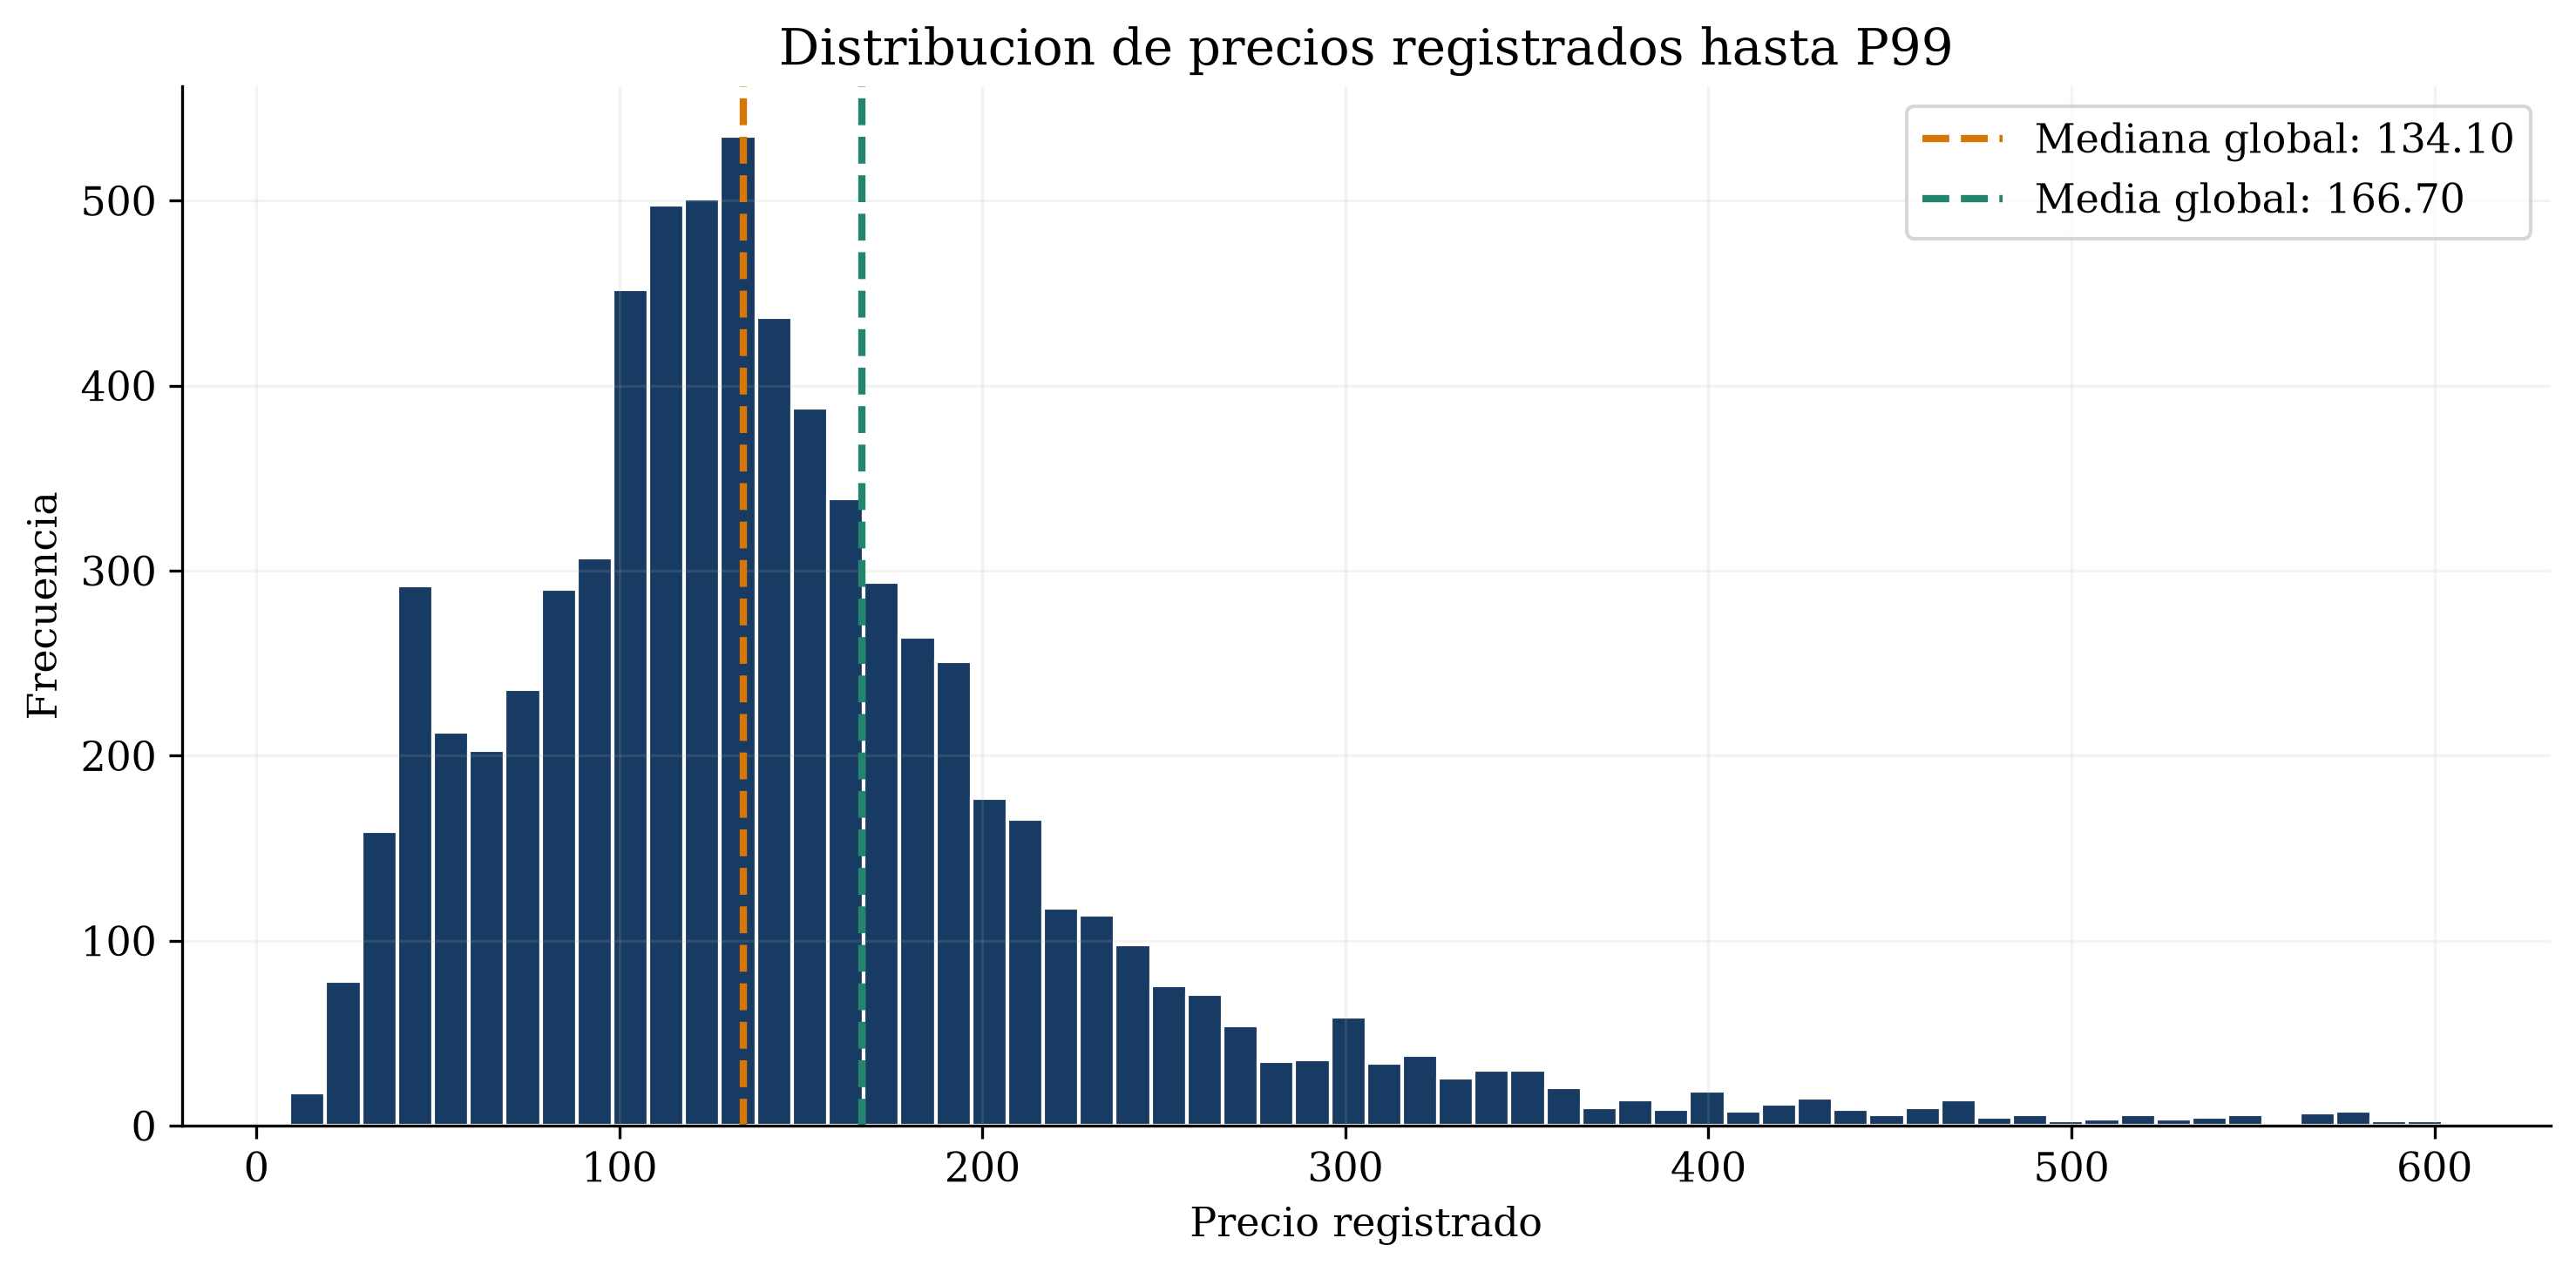 Distribucion de precios registrados hasta P99
Mediana global: 134.10
Media global: 166.70
Frecuencia
500
400
300
200
100
0
0 100 200 300 400 500 600
Precio registrado